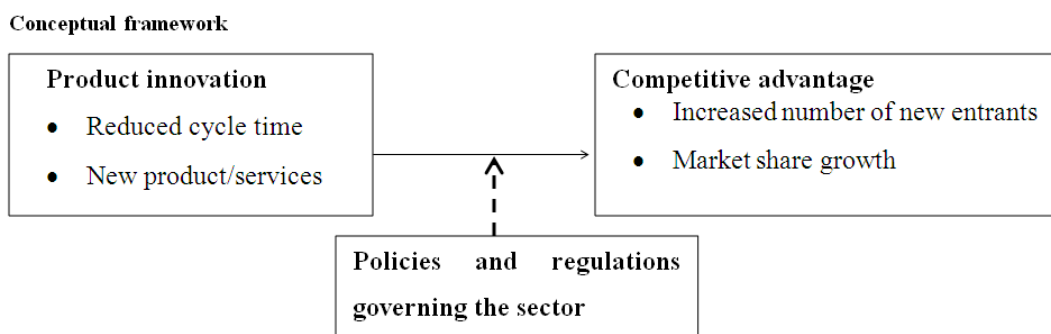 Conceptual framework
Product innovation
• Reduced cycle time
• New product/services
Competitive advantage
• Increased number of new entrants
• Market share growth
Policies and regulations
governing the sector